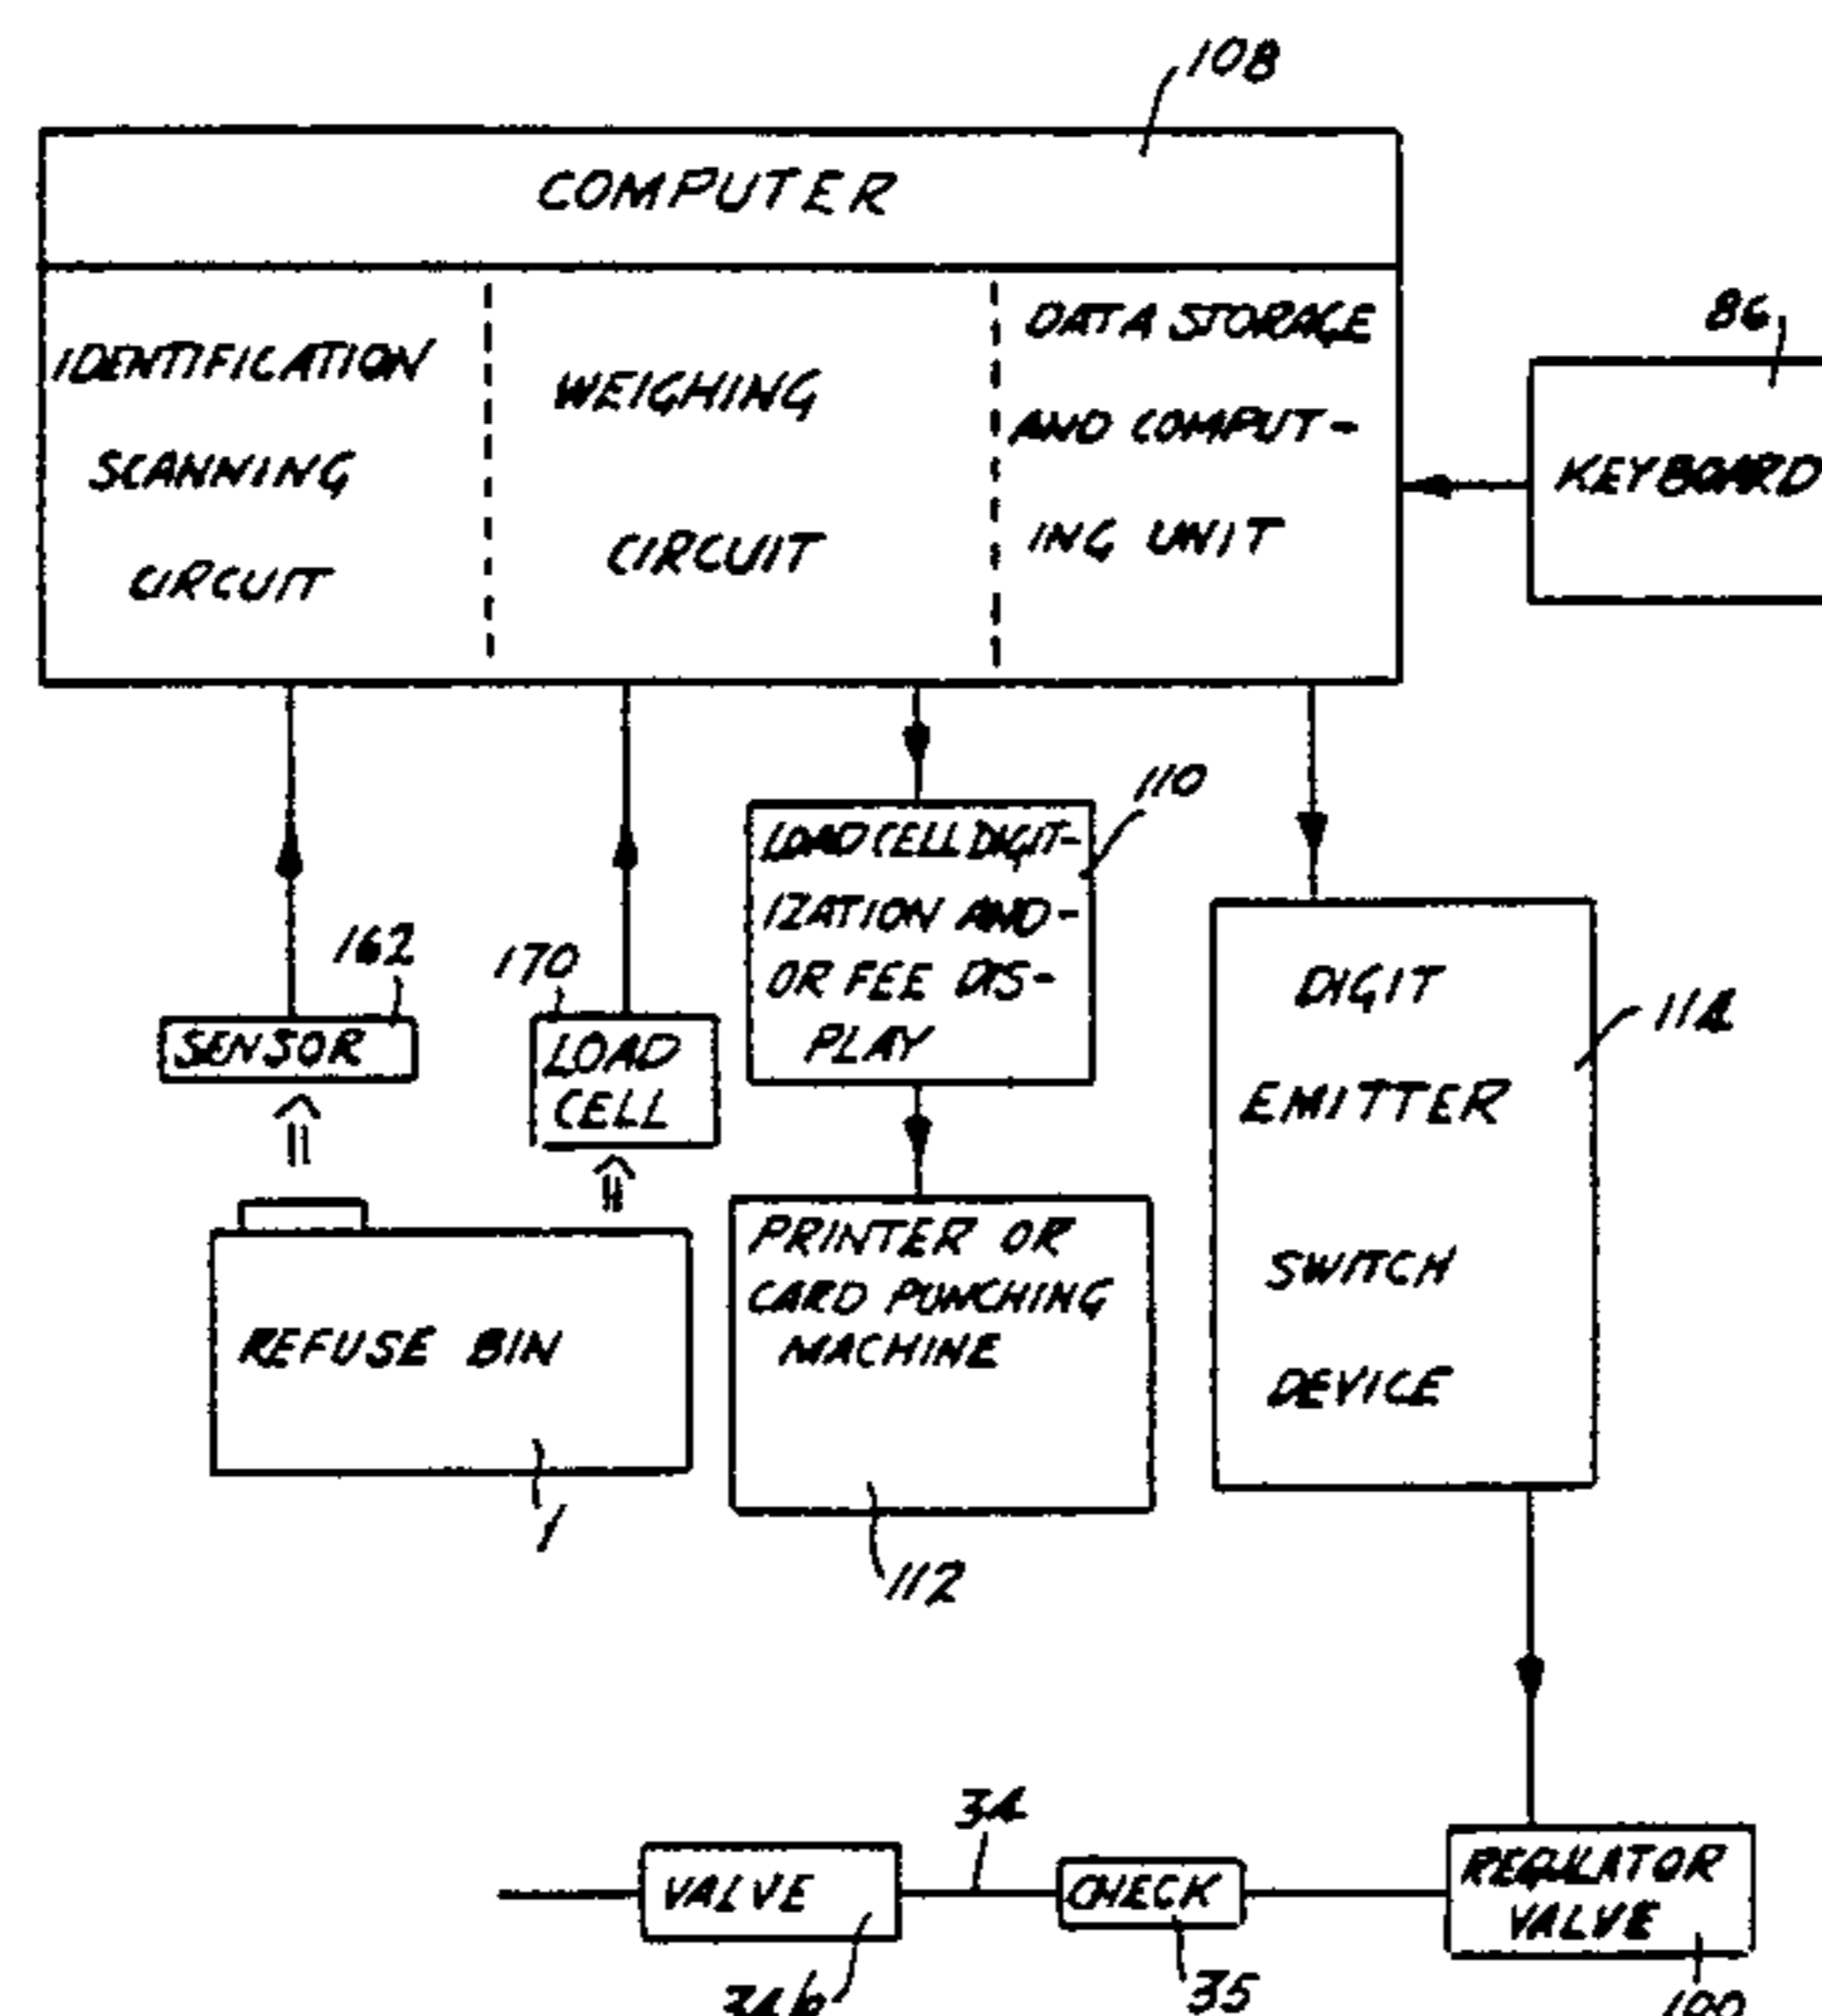 108
COMPUTER
IDENTIFICATION
SCANNING
CIRCUIT
WEIGHING
CIRCUIT
DATA STORAGE
AND COMPUT-
ING UNIT
86
KEYBOARD
110
LOAD CELL DIGIT-
IZATION AND-
OR FEE DIS-
PLAY
162
SENSOR
170
LOAD
CELL
DIGIT
EMITTER
SWITCH
DEVICE
REFUSE BIN
1
PRINTER OR
CARD PUNCHING
MACHINE
112
34
VALVE
CHECK
35
REGULATOR
VALVE